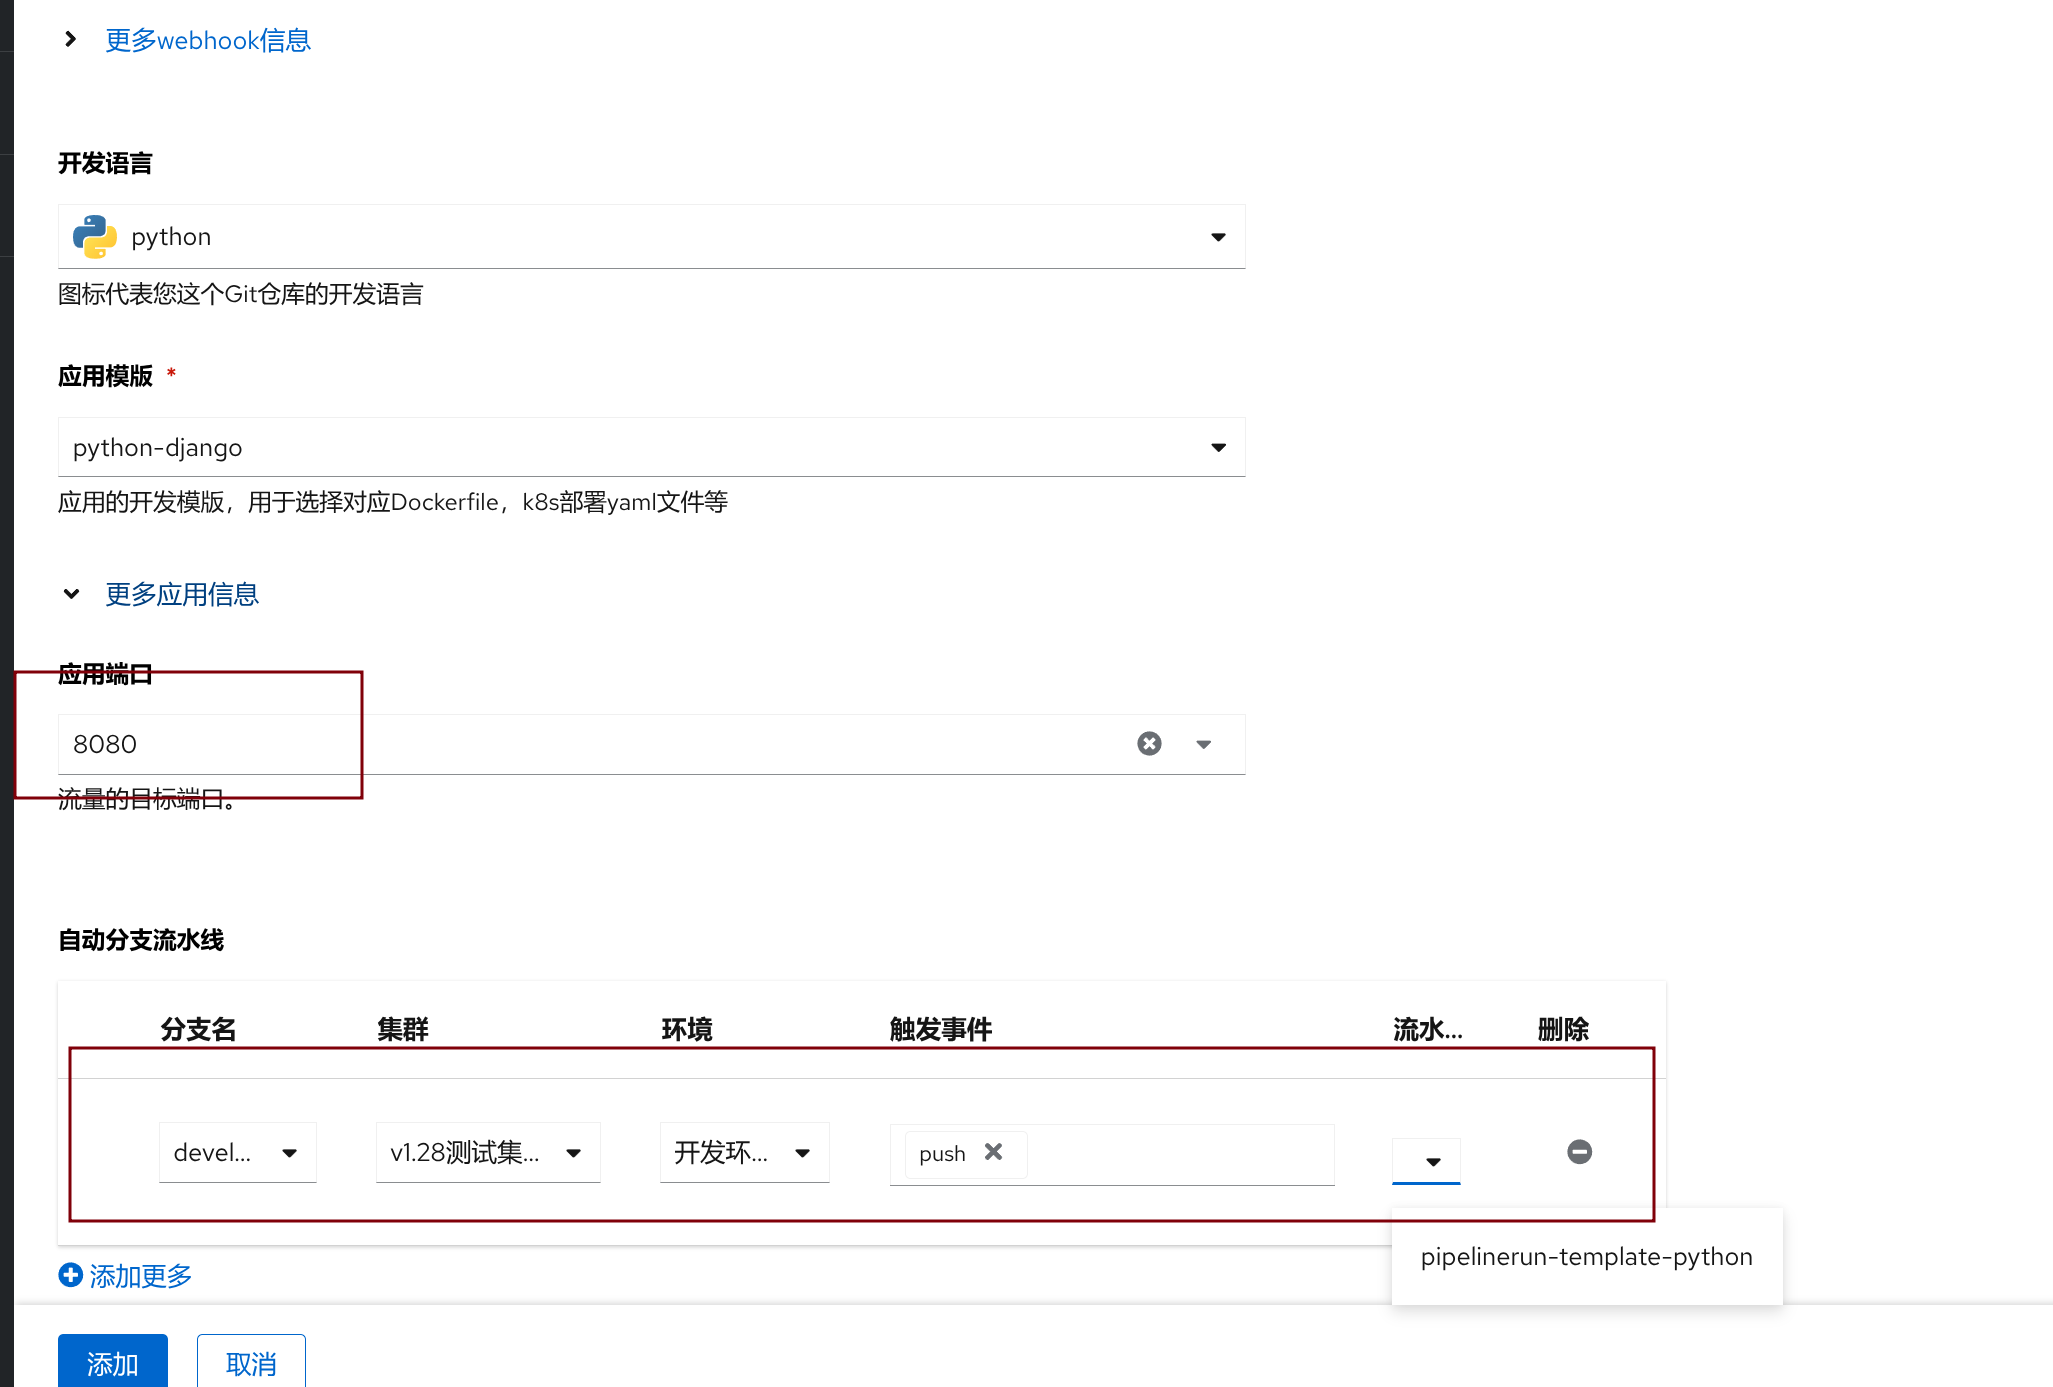 更多webhook信息
开发语言
python
图标代表您这个Git仓库的开发语言
应用模版 *
python-django
应用的开发模版，用于选择对应Dockerfile，k8s部署yaml文件等
更多应用信息
应用端口
8080
流量的目标端口。
自动分支流水线
分支名 集群 环境 触发事件 流水... 删除
devel... v1.28测试集... 开发环... push
pipelinerun-template-python
添加更多
添加 取消